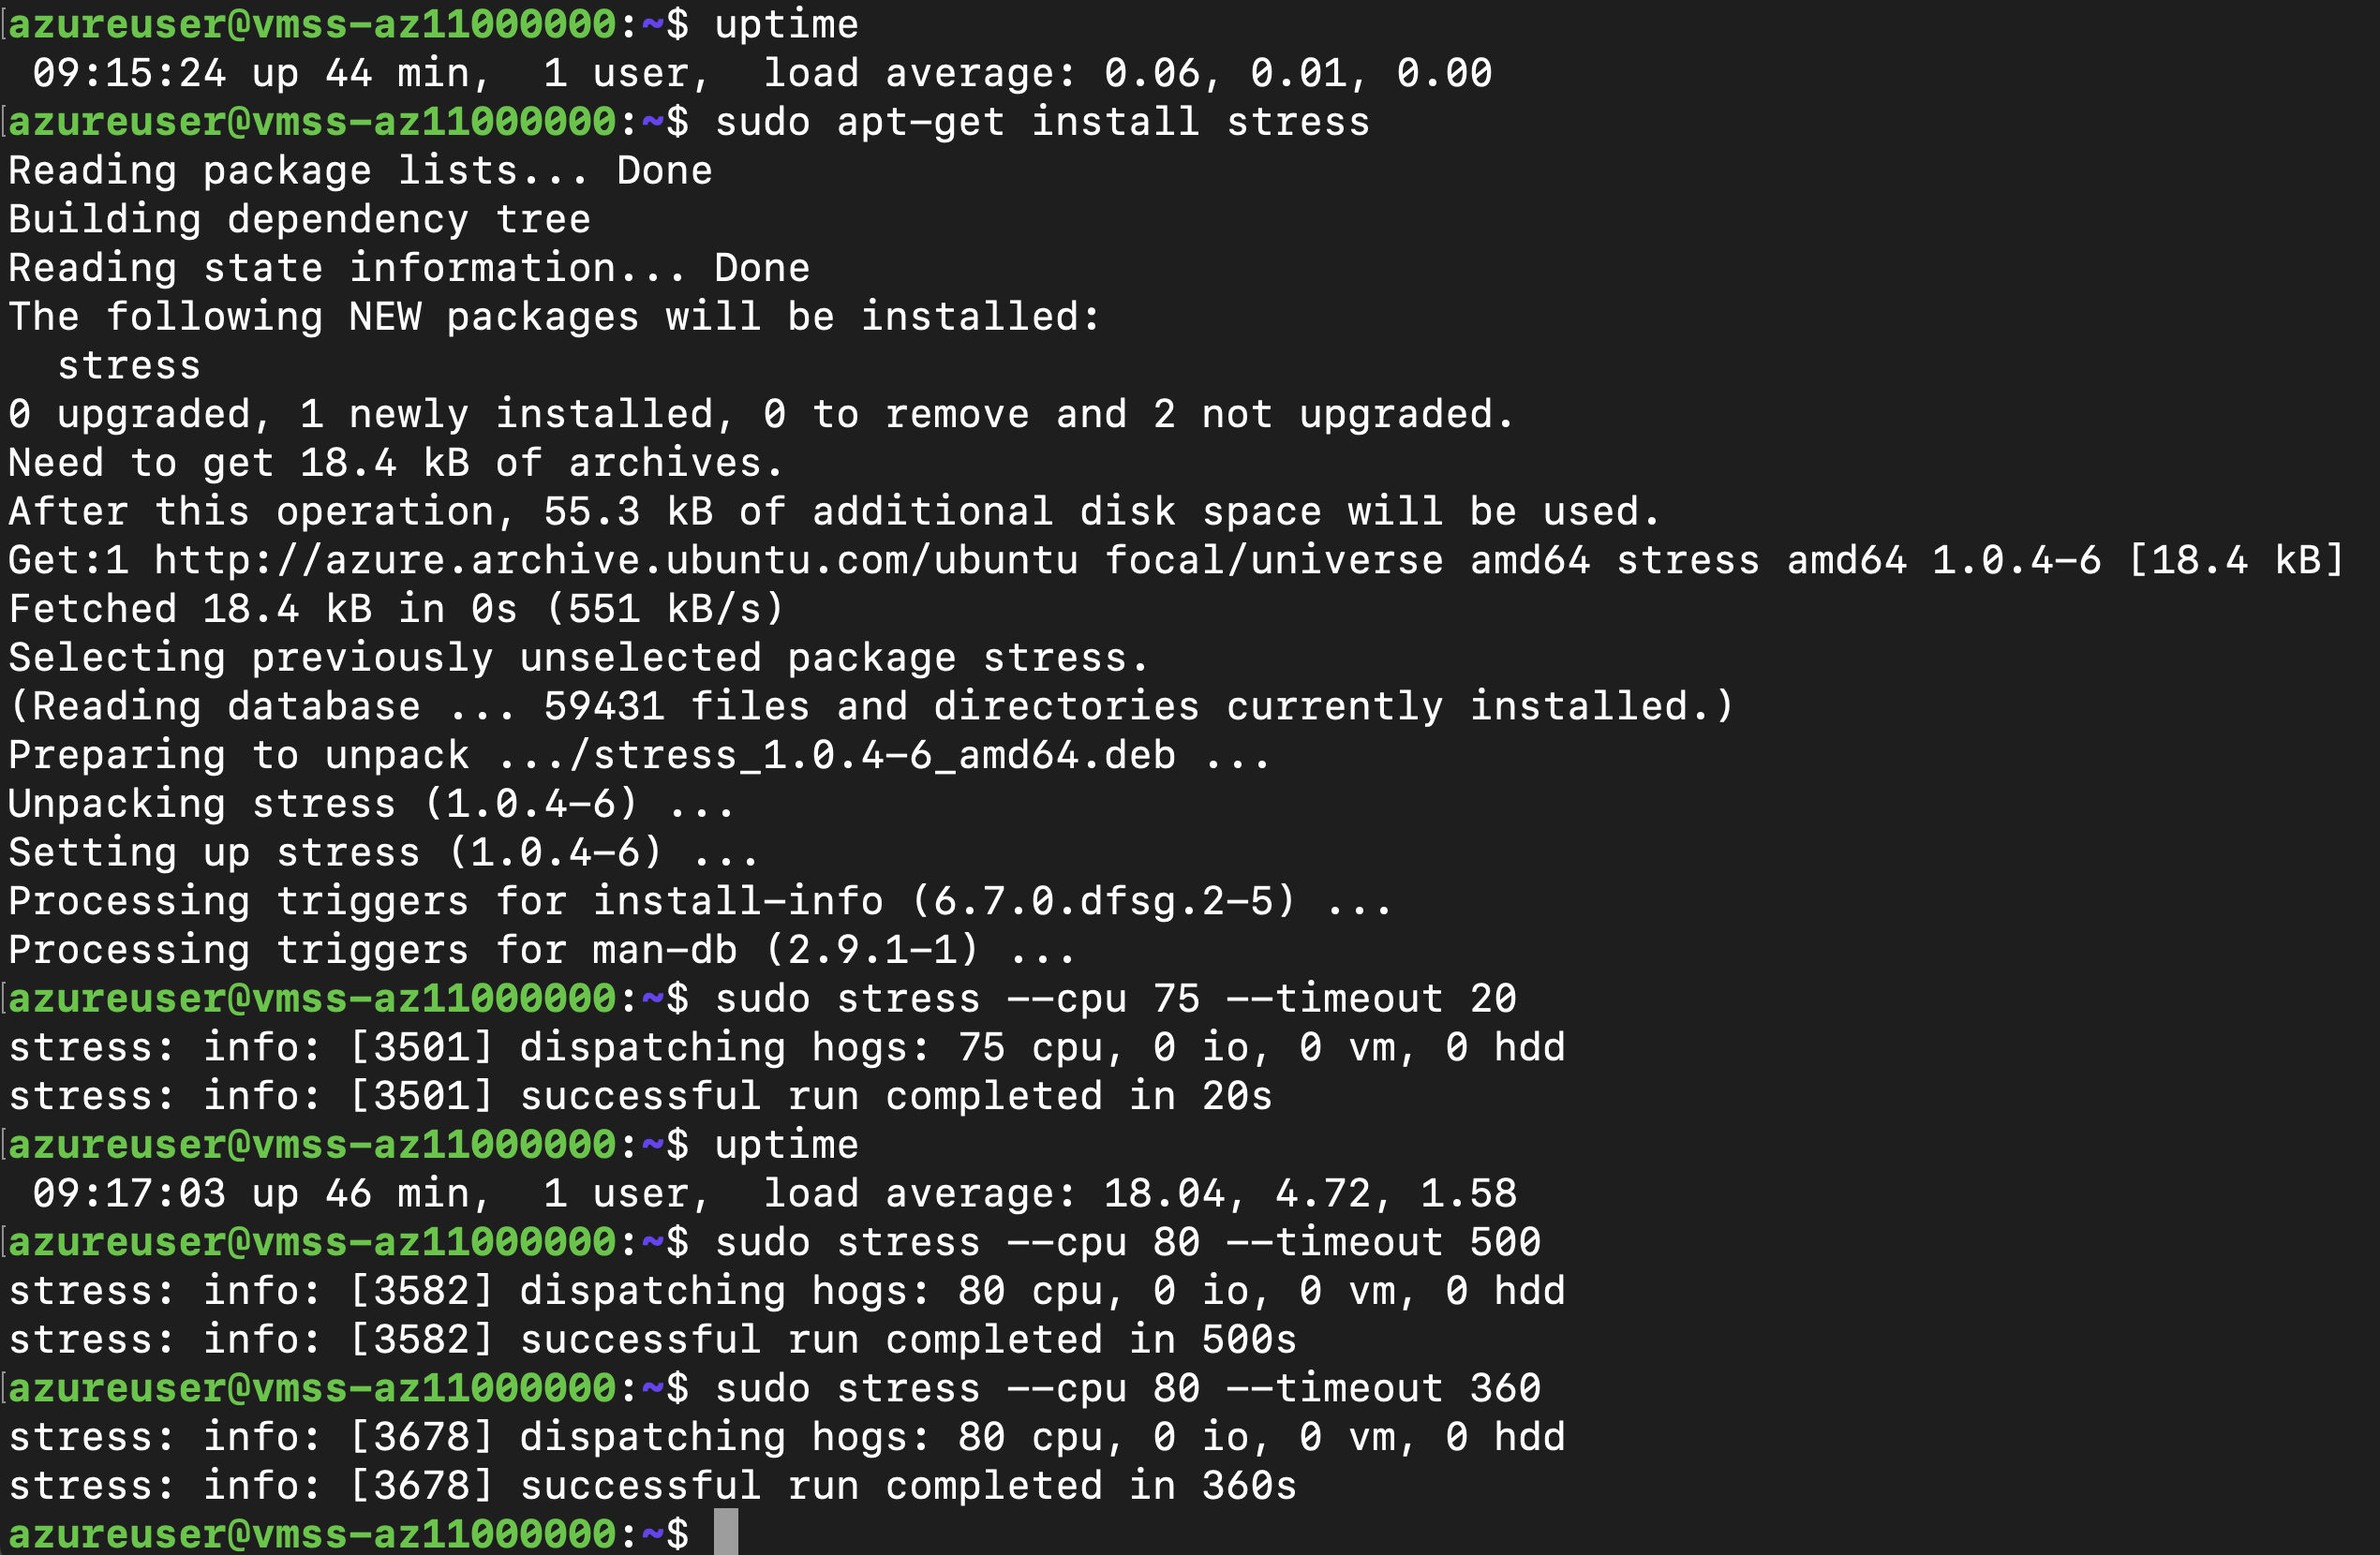 azureuser@vmss-az11000000:~$ uptime
 09:15:24 up 44 min,  1 user,  load average: 0.06, 0.01, 0.00
azureuser@vmss-az11000000:~$ sudo apt-get install stress
Reading package lists... Done
Building dependency tree
Reading state information... Done
The following NEW packages will be installed:
  stress
0 upgraded, 1 newly installed, 0 to remove and 2 not upgraded.
Need to get 18.4 kB of archives.
After this operation, 55.3 kB of additional disk space will be used.
Get:1 http://azure.archive.ubuntu.com/ubuntu focal/universe amd64 stress amd64 1.0.4-6 [18.4 kB]
Fetched 18.4 kB in 0s (551 kB/s)
Selecting previously unselected package stress.
(Reading database ... 59431 files and directories currently installed.)
Preparing to unpack .../stress_1.0.4-6_amd64.deb ...
Unpacking stress (1.0.4-6) ...
Setting up stress (1.0.4-6) ...
Processing triggers for install-info (6.7.0.dfsg.2-5) ...
Processing triggers for man-db (2.9.1-1) ...
azureuser@vmss-az11000000:~$ sudo stress --cpu 75 --timeout 20
stress: info: [3501] dispatching hogs: 75 cpu, 0 io, 0 vm, 0 hdd
stress: info: [3501] successful run completed in 20s
azureuser@vmss-az11000000:~$ uptime
 09:17:03 up 46 min,  1 user,  load average: 18.04, 4.72, 1.58
azureuser@vmss-az11000000:~$ sudo stress --cpu 80 --timeout 500
stress: info: [3582] dispatching hogs: 80 cpu, 0 io, 0 vm, 0 hdd
stress: info: [3582] successful run completed in 500s
azureuser@vmss-az11000000:~$ sudo stress --cpu 80 --timeout 360
stress: info: [3678] dispatching hogs: 80 cpu, 0 io, 0 vm, 0 hdd
stress: info: [3678] successful run completed in 360s
azureuser@vmss-az11000000:~$